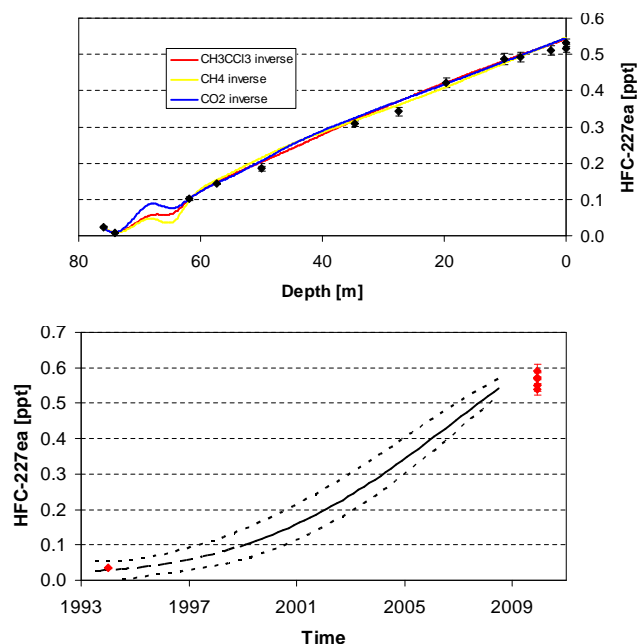 0.6
CH3CCl3 inverse
CH4 inverse
CO2 inverse
0.5
0.4
0.3
0.2
0.1
0.0
HFC-227ea [ppt]
80 60 40 20 0
Depth [m]
0.7
0.6
0.5
0.4
0.3
0.2
0.1
0.0
HFC-227ea [ppt]
1993 1997 2001 2005 2009
Time